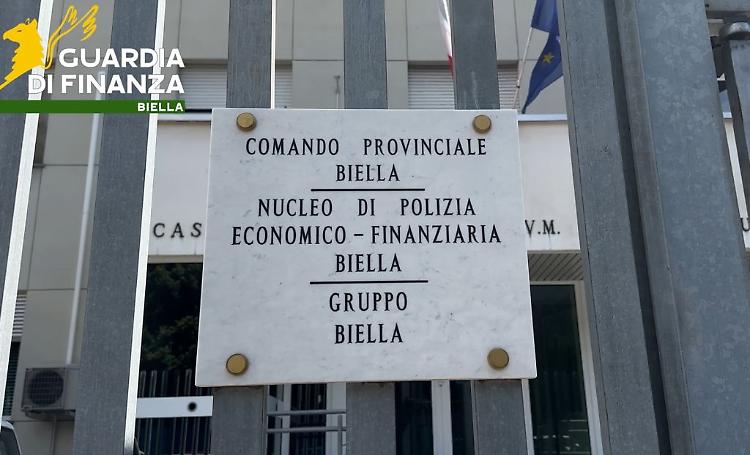 GUARDIA
DI FINANZA
BIELLA
COMANDO PROVINCIALE
BIELLA
NUCLEO DI POLIZIA
ECONOMICO-FINANZIARIA
BIELLA
GRUPPO
BIELLA
CAS
V.M.